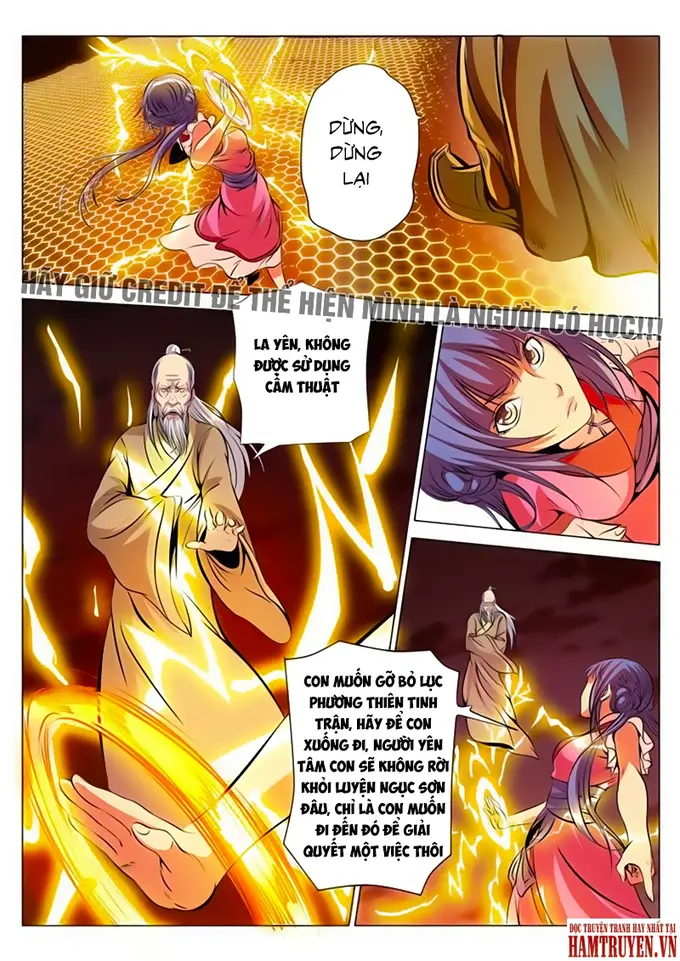 DỪNG,
DỪNG
LẠI
HÃY GIỮ CREDIT ĐỂ THỂ HIỆN MÌNH LÀ NGƯỜI CÓ HỌC!!!
LA YÊN, KHÔNG
ĐƯỢC SỬ DỤNG
CẤM THUẬT
CON MUỐN GỠ BỎ LỤC
PHƯƠNG THIÊN TINH
TRẬN, HÃY ĐỂ CON
XUỐNG ĐI, NGƯỜI YÊN
TÂM CON SẼ KHÔNG RỜI
KHỎI LUYỆN NGỤC SƠN
ĐÂU, CHỈ LÀ CON MUỐN
ĐI ĐẾN ĐÓ ĐỂ GIẢI
QUYẾT MỘT VIỆC THÔI
ĐỌC TRUYỆN TRANH HAY NHẤT TẠI
HAMTRUYEN.VN